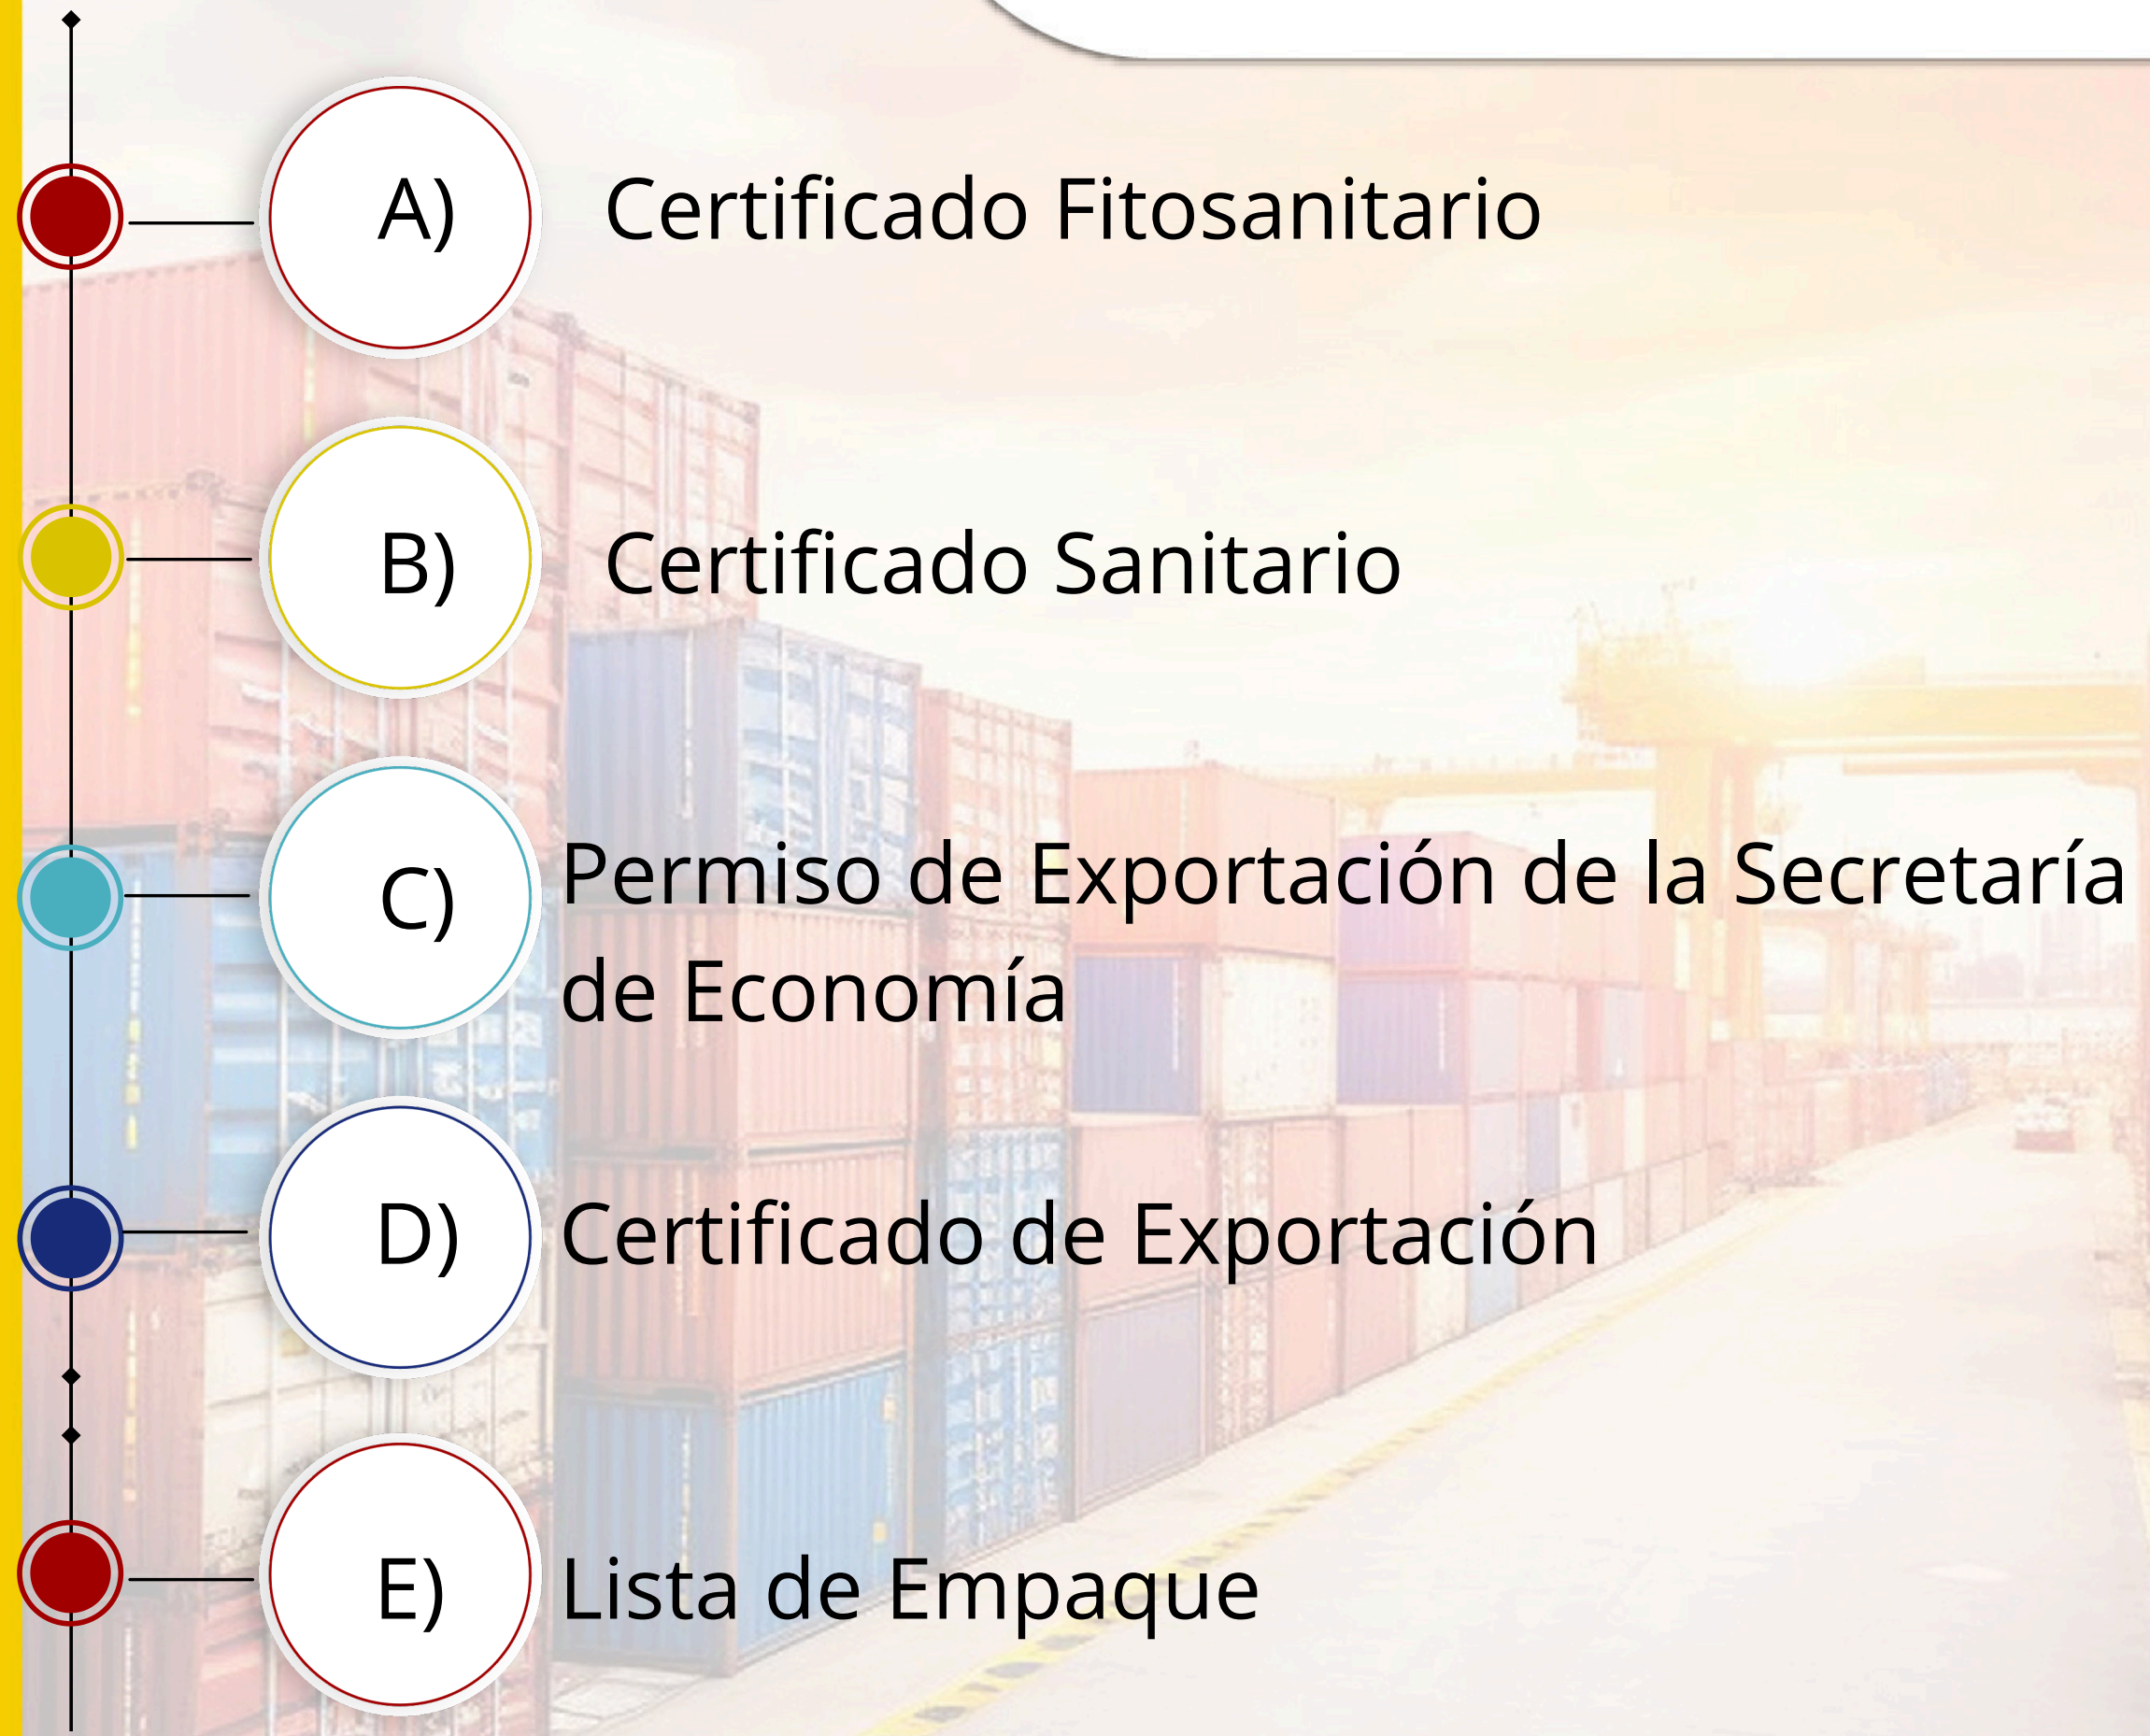 A) Certificado Fitosanitario
B) Certificado Sanitario
C) Permiso de Exportación de la Secretaría
de Economía
D) Certificado de Exportación
E) Lista de Empaque